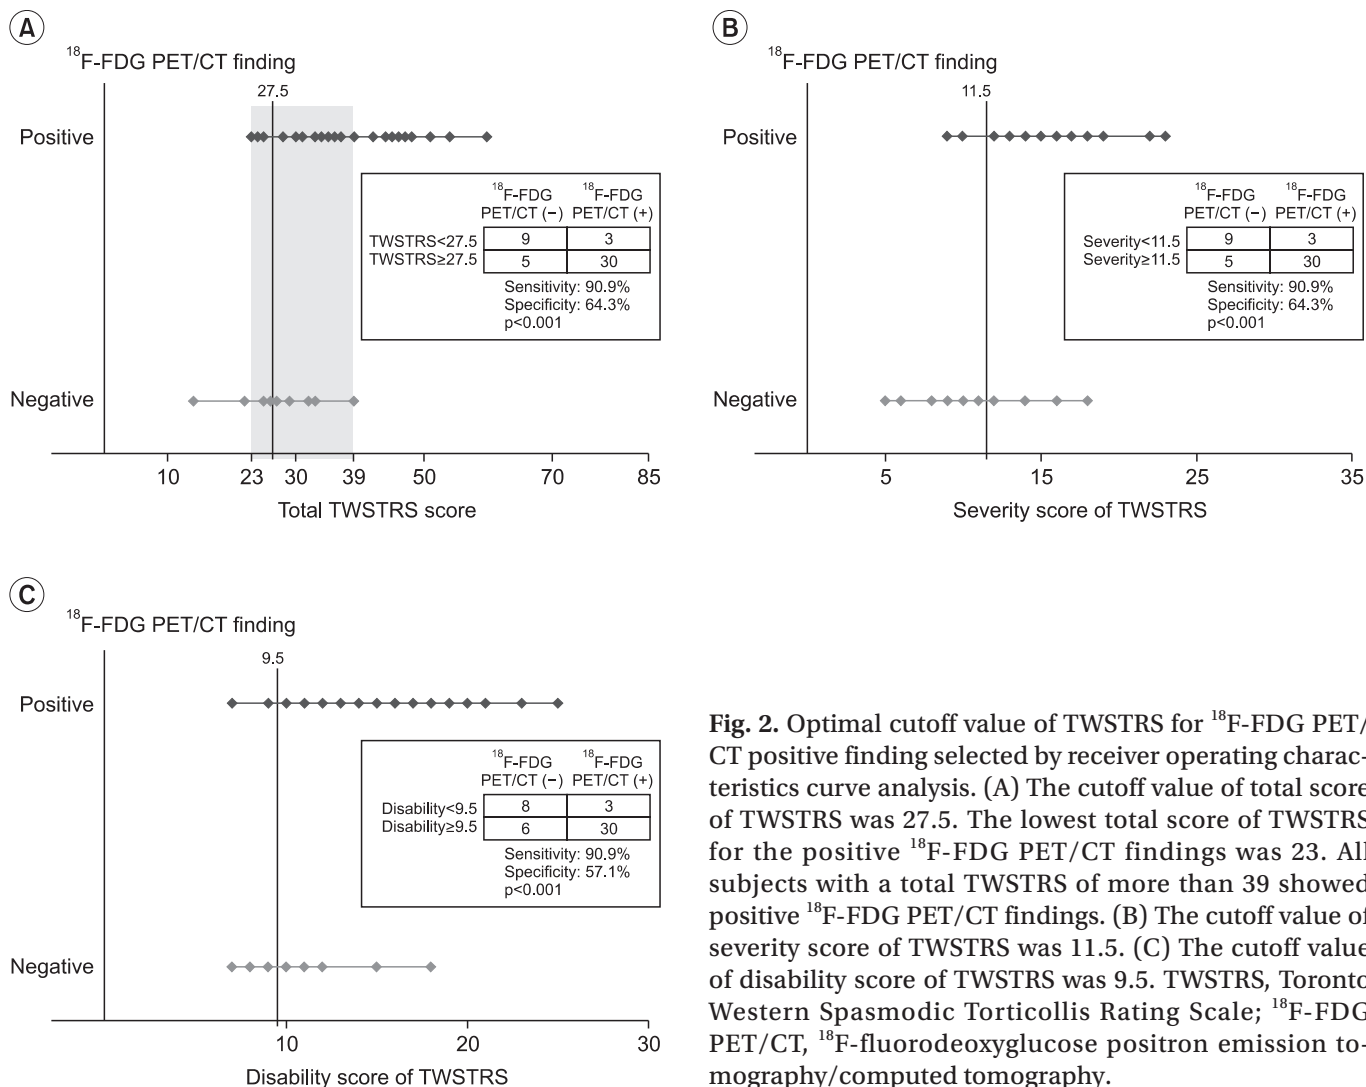 A
¹⁸F-FDG PET/CT finding
27.5
Positive
¹⁸F-FDG ¹⁸F-FDG
PET/CT (−) PET/CT (+)
TWSTRS<27.5 9 3
TWSTRS≥27.5 5 30
Sensitivity: 90.9%
Specificity: 64.3%
p<0.001
Negative
10 23 30 39 50 70 85
Total TWSTRS score
B
¹⁸F-FDG PET/CT finding
11.5
Positive
¹⁸F-FDG ¹⁸F-FDG
PET/CT (−) PET/CT (+)
Severity<11.5 9 3
Severity≥11.5 5 30
Sensitivity: 90.9%
Specificity: 64.3%
p<0.001
Negative
5 15 25 35
Severity score of TWSTRS
C
¹⁸F-FDG PET/CT finding
9.5
Positive
¹⁸F-FDG ¹⁸F-FDG
PET/CT (−) PET/CT (+)
Disability<9.5 8 3
Disability≥9.5 6 30
Sensitivity: 90.9%
Specificity: 57.1%
p<0.001
Negative
10 20 30
Disability score of TWSTRS
Fig. 2. Optimal cutoff value of TWSTRS for ¹⁸F-FDG PET/
CT positive finding selected by receiver operating charac-
teristics curve analysis. (A) The cutoff value of total score
of TWSTRS was 27.5. The lowest total score of TWSTRS
for the positive ¹⁸F-FDG PET/CT findings was 23. All
subjects with a total TWSTRS of more than 39 showed
positive ¹⁸F-FDG PET/CT findings. (B) The cutoff value of
severity score of TWSTRS was 11.5. (C) The cutoff value
of disability score of TWSTRS was 9.5. TWSTRS, Toronto
Western Spasmodic Torticollis Rating Scale; ¹⁸F-FDG
PET/CT, ¹⁸F-fluorodeoxyglucose positron emission to-
mography/computed tomography.